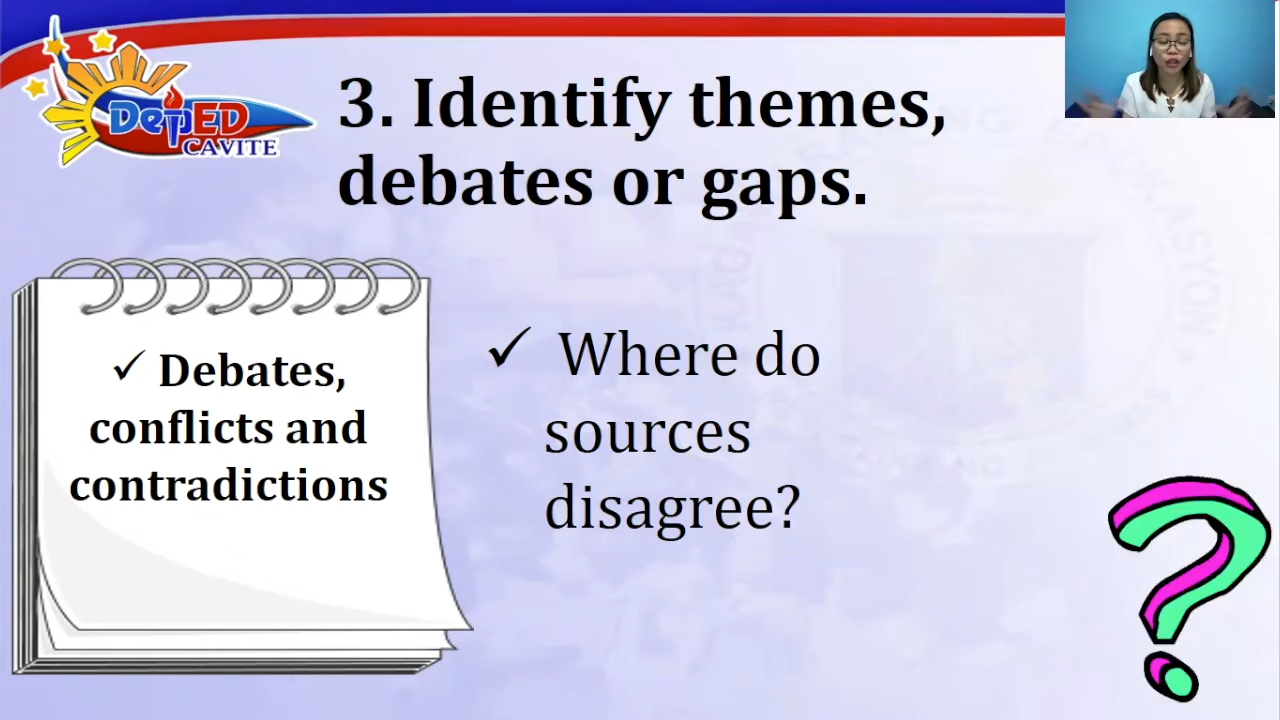 3. Identify themes,
debates or gaps.
DepED
CAVITE
✓ Debates,
conflicts and
contradictions
✓ Where do
sources
disagree?